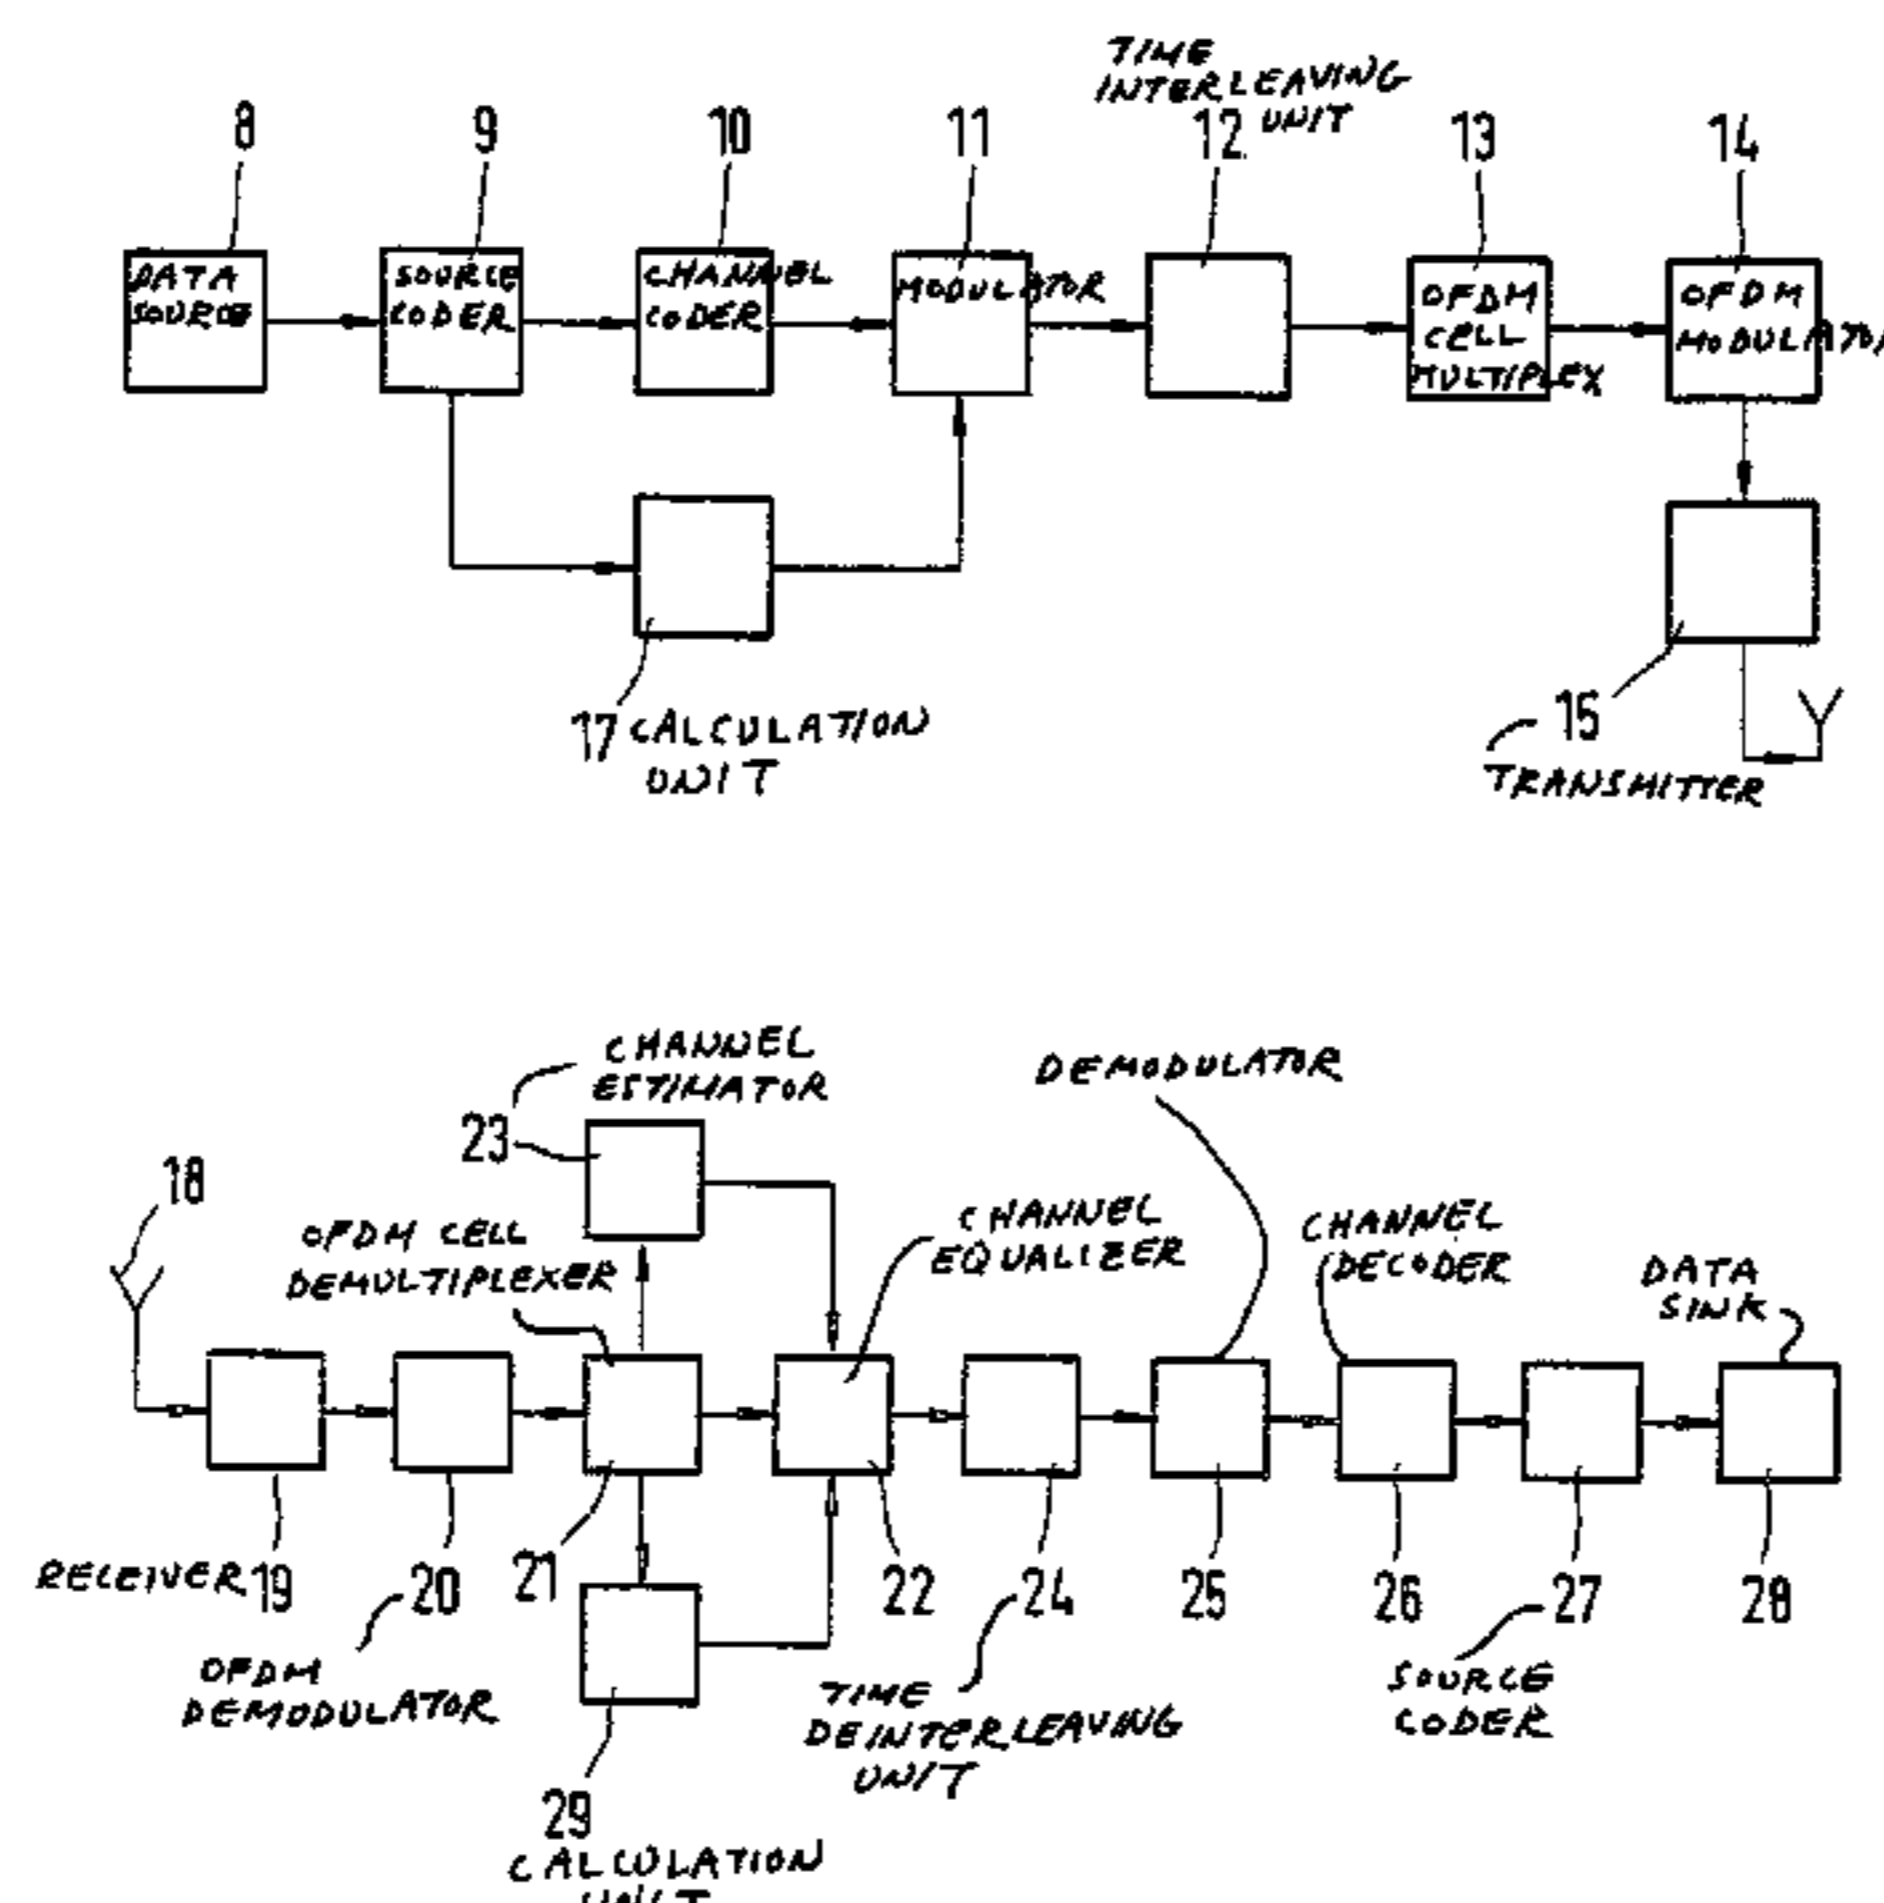 TIME
INTERLEAVING
UNIT
8
9
10
11
12
13
14
DATA
SOURCE
SOURCE
CODER
CHANNEL
CODER
MODULATOR
OFDM
CELL
MULTIPLEX
OFDM
MODULATOR
17 CALCULATION
UNIT
15
TRANSMITTER
CHANNEL
ESTIMATOR
23
DEMODULATOR
18
OFDM CELL
DEMULTIPLEXER
CHANNEL
EQUALIZER
CHANNEL
DECODER
DATA
SINK
RECEIVER 19
20
21
22
24
25
26
27
28
OFDM
DEMODULATOR
TIME
DEINTERLEAVING
UNIT
SOURCE
CODER
29
CALCULATION
UNIT